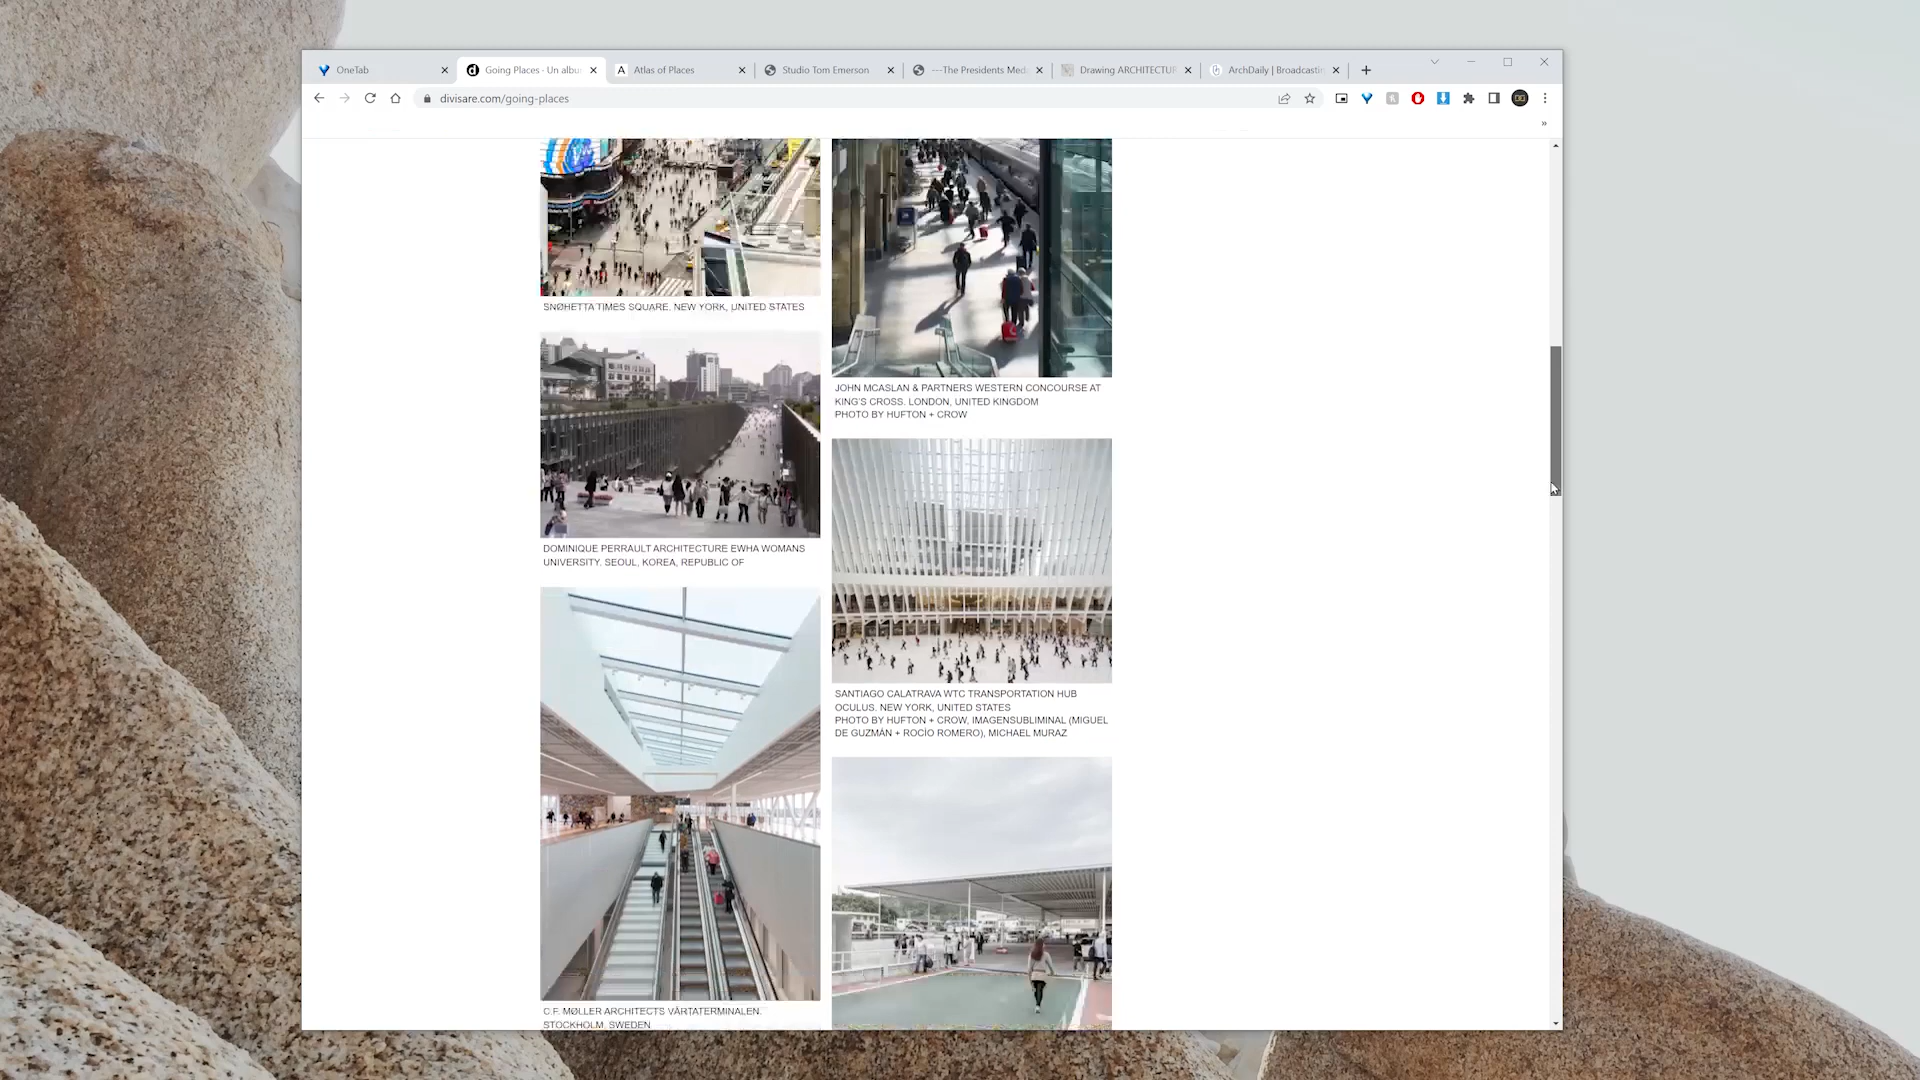 OneTab
Going Places · Un albu
Atlas of Places
Studio Tom Emerson
---The Presidents Med
Drawing ARCHITECTUR
ArchDaily | Broadcastin
divisare.com/going-places
SNØHETTA TIMES SQUARE. NEW YORK, UNITED STATES
DOMINIQUE PERRAULT ARCHITECTURE EWHA WOMANS
UNIVERSITY. SEOUL, KOREA, REPUBLIC OF
C.F. MØLLER ARCHITECTS VÄRTATERMINALEN.
STOCKHOLM, SWEDEN
JOHN MCASLAN & PARTNERS WESTERN CONCOURSE AT
KING'S CROSS. LONDON, UNITED KINGDOM
PHOTO BY HUFTON + CROW
SANTIAGO CALATRAVA WTC TRANSPORTATION HUB
OCULUS. NEW YORK, UNITED STATES
PHOTO BY HUFTON + CROW, IMAGENSUBLIMINAL (MIGUEL
DE GUZMÁN + ROCÍO ROMERO), MICHAEL MURAZ